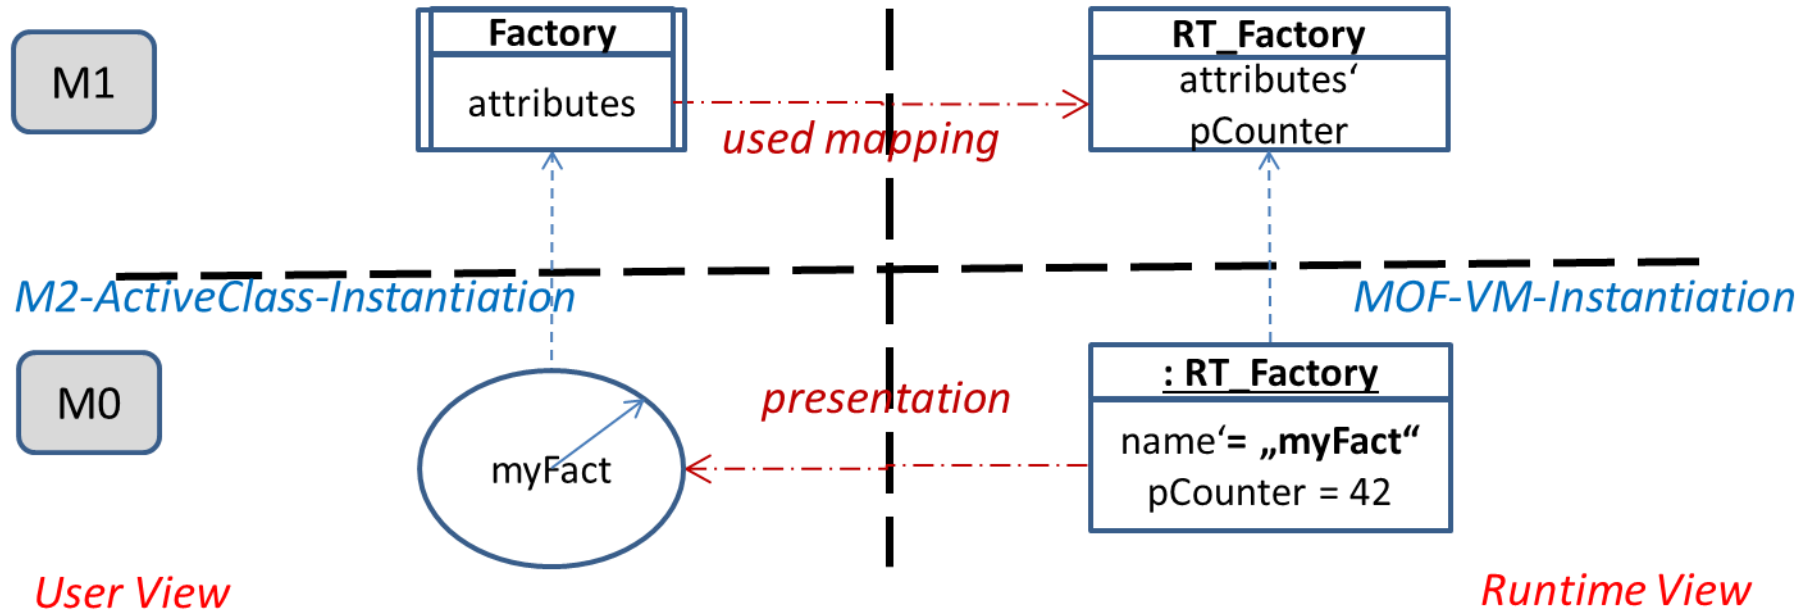 M1
Factory
attributes
used mapping
RT_Factory
attributes‘
pCounter
M2-ActiveClass-Instantiation
MOF-VM-Instantiation
M0
myFact
presentation
: RT_Factory
name‘= „myFact“
pCounter = 42
User View
Runtime View